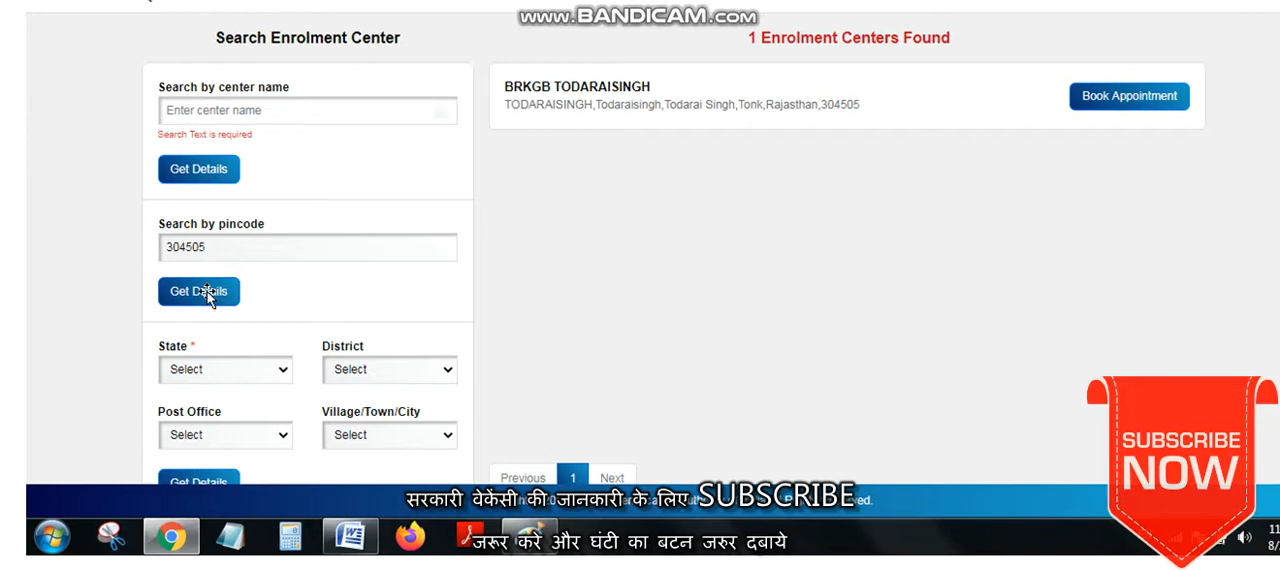 www.BANDICAM.com
Search Enrolment Center
1 Enrolment Centers Found
Search by center name
Enter center name
Search Text is required
Get Details
BRKGB TODARAISINGH
TODARAISINGH,Todaraisingh,Todarai Singh,Tonk,Rajasthan,304505
Book Appointment
Search by pincode
304505
Get Details
State *
District
Select
Select
Post Office
Village/Town/City
Select
Select
Get Details
Previous 1 Next
सरकारी वेकेंसी की जानकारी के लिए SUBSCRIBE
जरूर करें और घंटी का बटन जरुर दबाये
SUBSCRIBE
NOW